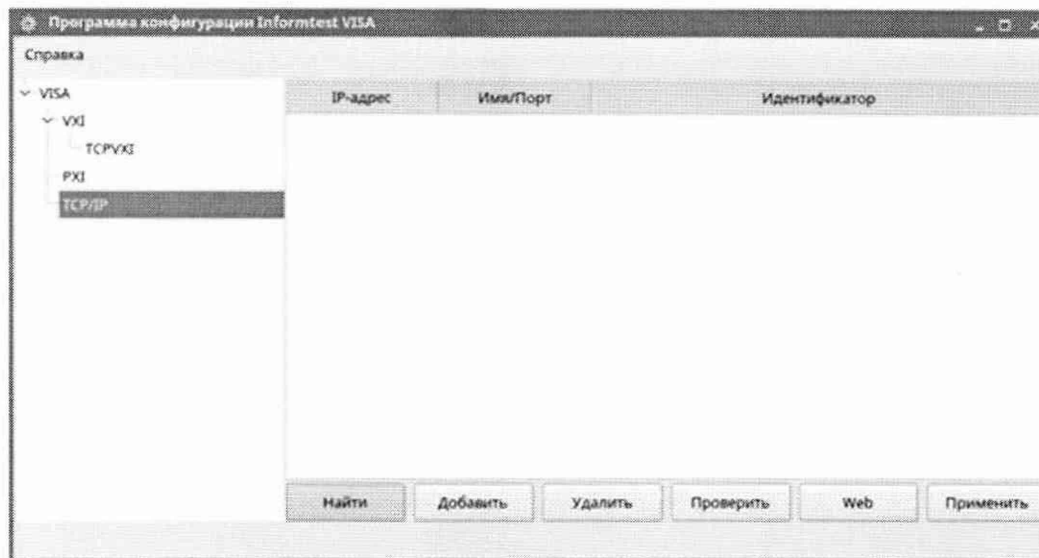 Программа конфигурации Informtest VISA
Справка
VISA
VXI
TCPVXI
PXI
TCP/IP
IP-адрес Имя/Порт Идентификатор
Найти Добавить Удалить Проверить Web Применить